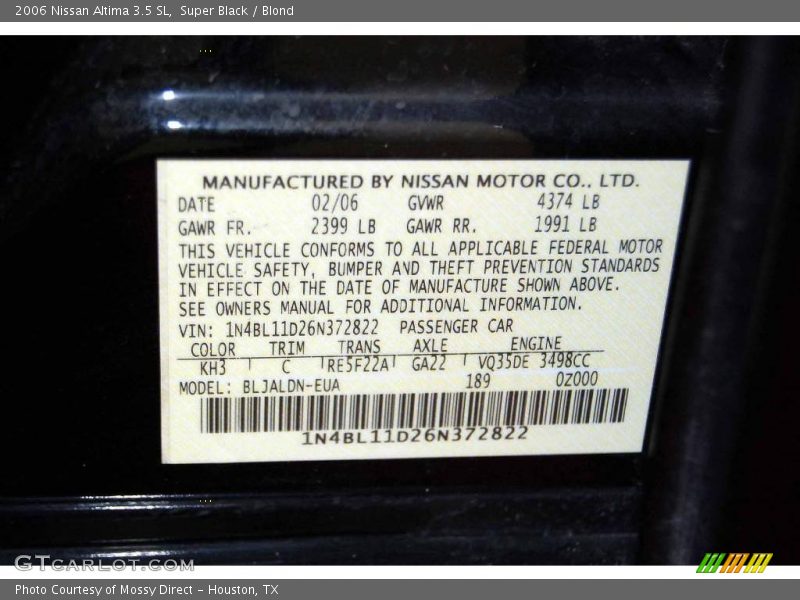 2006 Nissan Altima 3.5 SL,  Super Black / Blond
MANUFACTURED BY NISSAN MOTOR CO., LTD.
DATE 02/06 GVWR 4374 LB
GAWR FR. 2399 LB GAWR RR. 1991 LB
THIS VEHICLE CONFORMS TO ALL APPLICABLE FEDERAL MOTOR
VEHICLE SAFETY, BUMPER AND THEFT PREVENTION STANDARDS
IN EFFECT ON THE DATE OF MANUFACTURE SHOWN ABOVE.
SEE OWNERS MANUAL FOR ADDITIONAL INFORMATION.
VIN: 1N4BL11D26N372822 PASSENGER CAR
COLOR TRIM TRANS AXLE ENGINE
KH3 C RE5F22A GA22 VQ35DE 3498CC
MODEL: BLJALDN-EUA 189 0Z000
1N4BL11D26N372822
GTCARLOT.COM
Photo Courtesy of Mossy Direct – Houston, TX